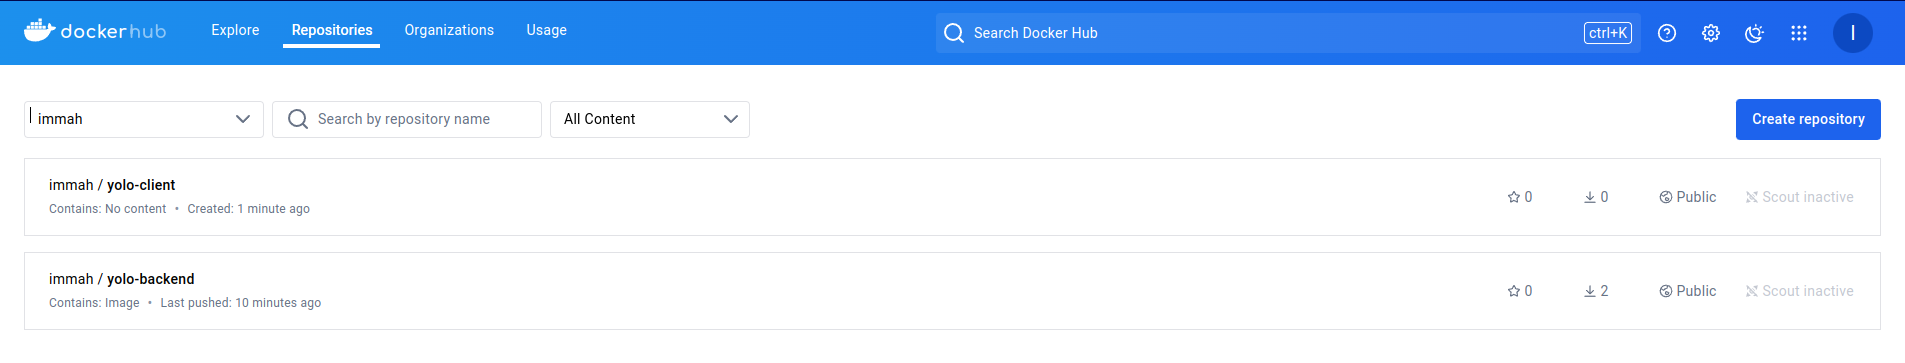 dockerhub Explore Repositories Organizations Usage Search Docker Hub ctrl+K I
immah Search by repository name All Content Create repository
immah / yolo-client
Contains: No content • Created: 1 minute ago
0 0 Public Scout inactive
immah / yolo-backend
Contains: Image • Last pushed: 10 minutes ago
0 2 Public Scout inactive